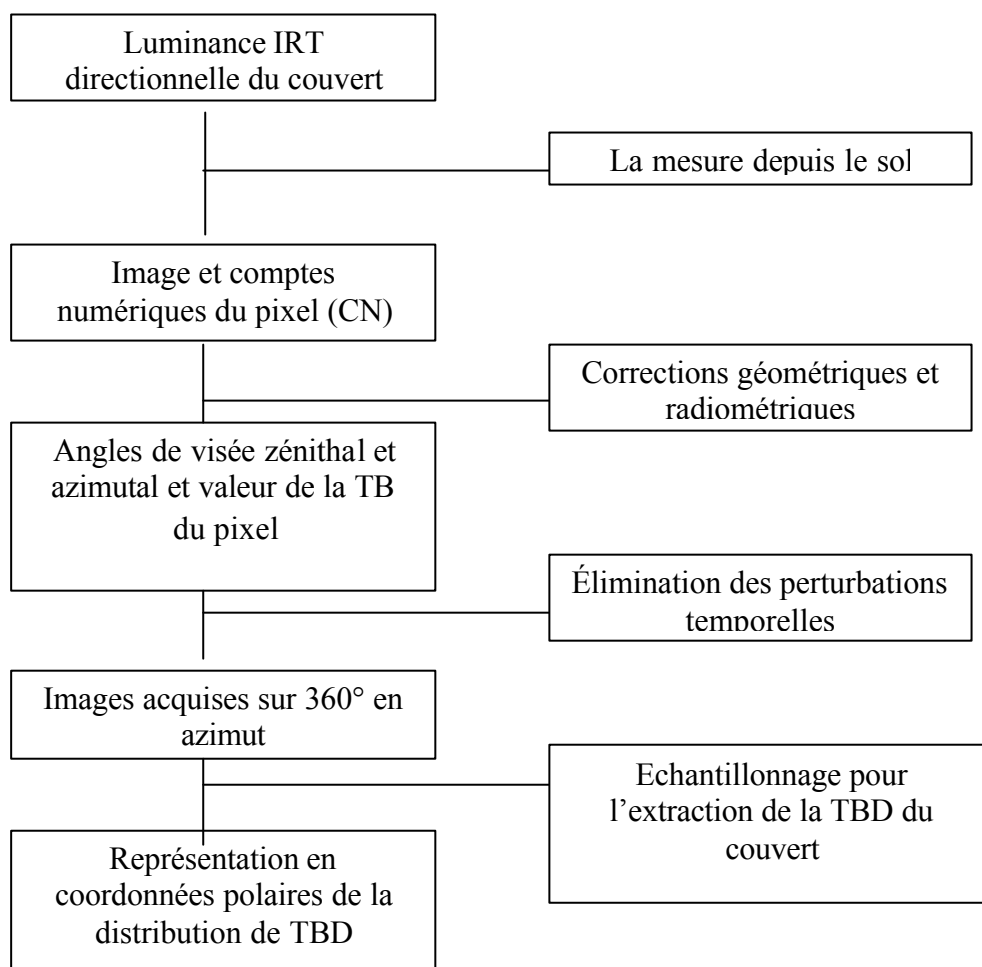 Luminance IRT
directionnelle du couvert
La mesure depuis le sol
Image et comptes
numériques du pixel (CN)
Corrections géométriques et
radiométriques
Angles de visée zénithal et
azimutal et valeur de la TB
du pixel
Élimination des perturbations
temporelles
Images acquises sur 360° en
azimut
Echantillonnage pour
l'extraction de la TBD du
couvert
Représentation en
coordonnées polaires de la
distribution de TBD